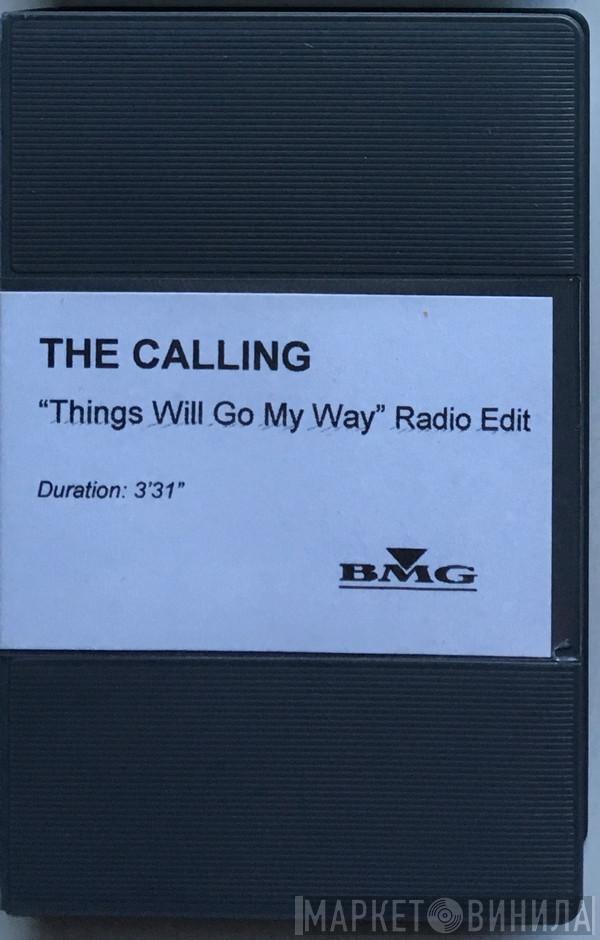 THE CALLING
“Things Will Go My Way” Radio Edit
Duration: 3’31”
BMG
МАРКЕТ ВИНИЛА